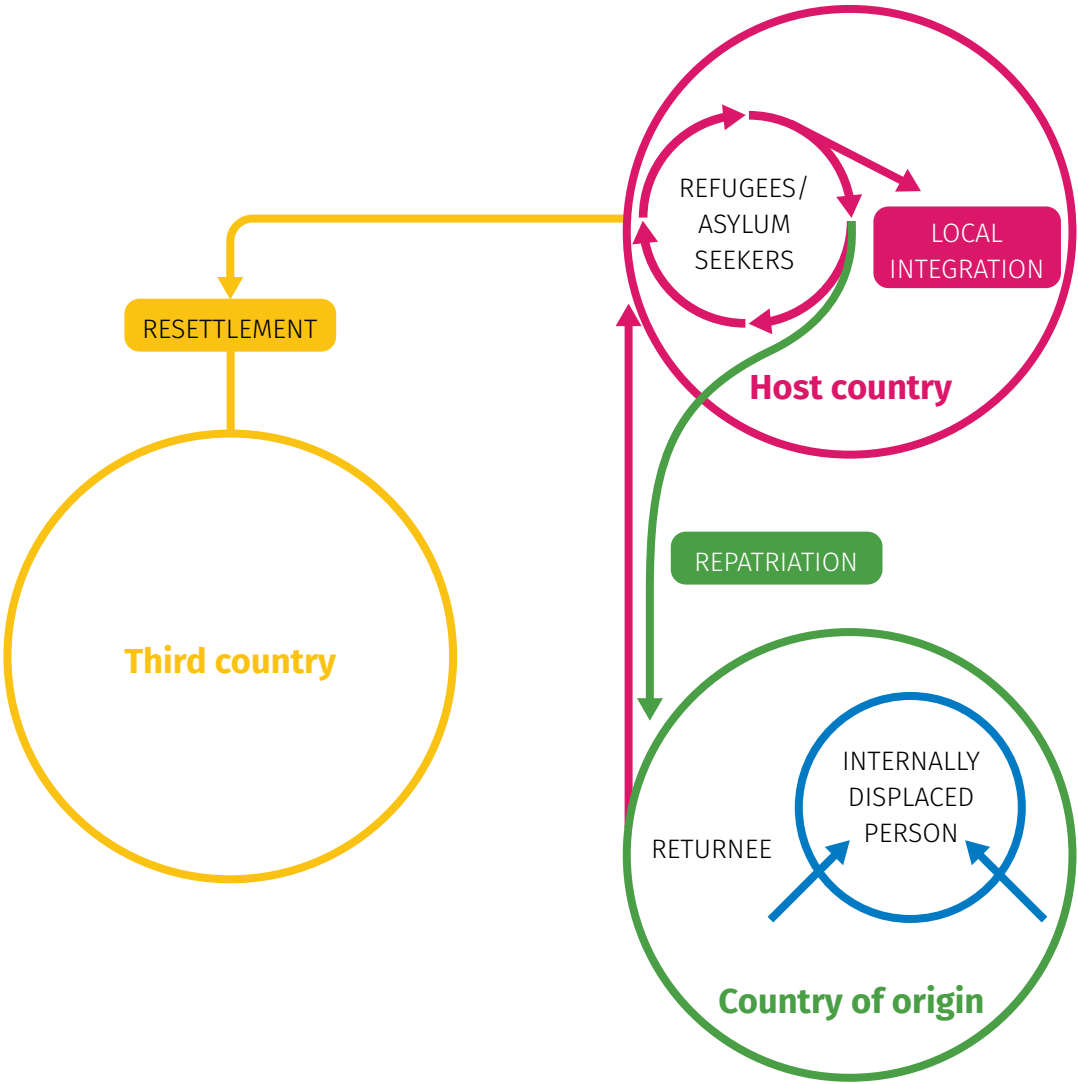 REFUGEES/
ASYLUM
SEEKERS
LOCAL
INTEGRATION
Host country
RESETTLEMENT
Third country
REPATRIATION
INTERNALLY
DISPLACED
PERSON
RETURNEE
Country of origin